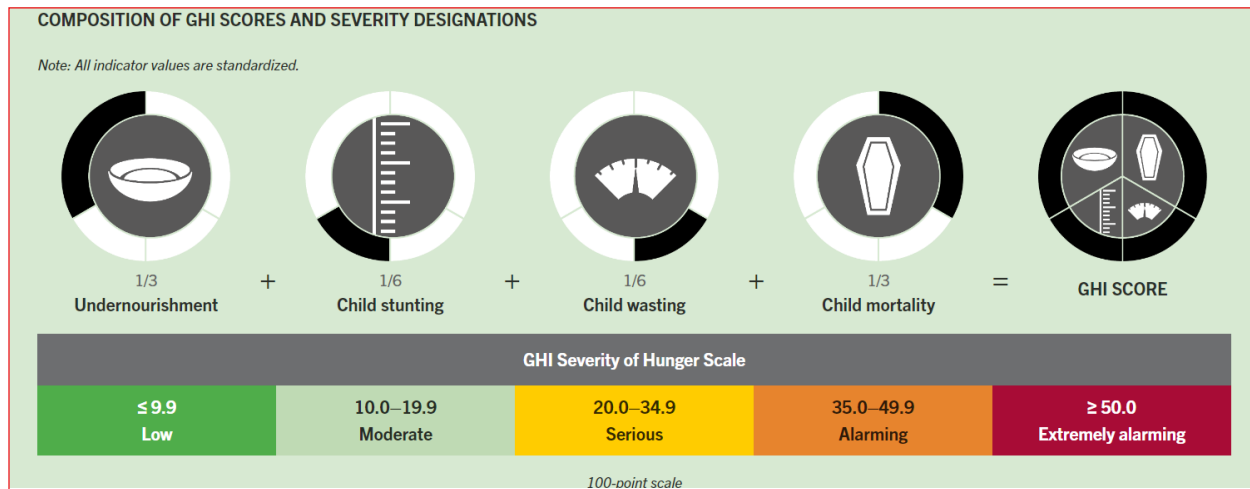 COMPOSITION OF GHI SCORES AND SEVERITY DESIGNATIONS
Note: All indicator values are standardized.
1/3 + 1/6 + 1/6 + 1/3 =
Undernourishment Child stunting Child wasting Child mortality GHI SCORE
GHI Severity of Hunger Scale
≤ 9.9 10.0–19.9 20.0–34.9 35.0–49.9 ≥ 50.0
Low Moderate Serious Alarming Extremely alarming
100-point scale